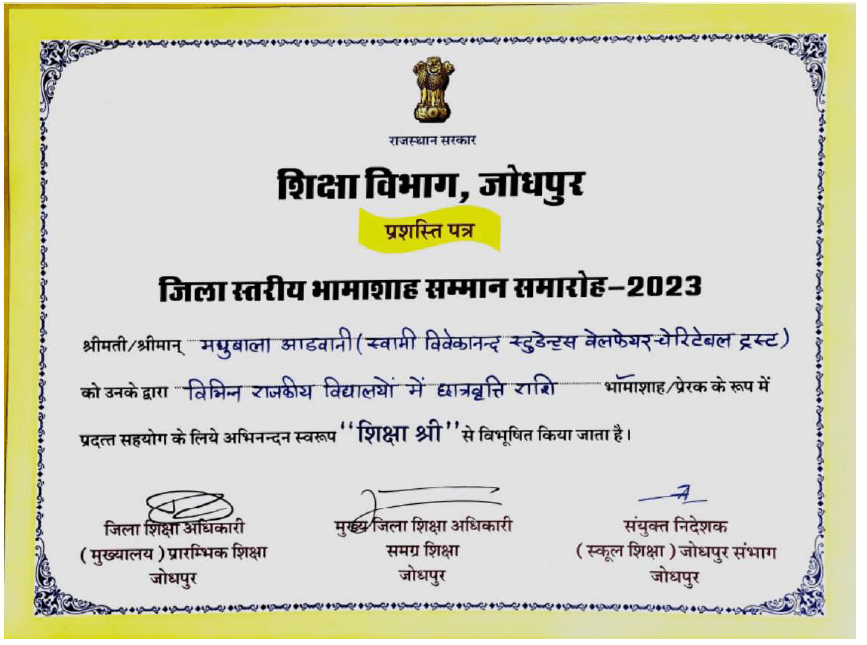 राजस्थान सरकार
शिक्षा विभाग, जोधपुर
प्रशस्ति पत्र
जिला स्तरीय भामाशाह सम्मान समारोह–2023
श्रीमती/श्रीमान् मधुबाला आडवानी (स्वामी विवेकानन्द स्टुडेन्टस वेलफेयर चेरिटेबल ट्रस्ट)
को उनके द्वारा विभिन्न राजकीय विद्यालयों में छात्रवृत्ति राशि भामाशाह/प्रेरक के रूप में
प्रदत्त सहयोग के लिये अभिनन्दन स्वरूप "शिक्षा श्री" से विभूषित किया जाता है।
जिला शिक्षा अधिकारी
(मुख्यालय) प्रारम्भिक शिक्षा
जोधपुर
मुख्य जिला शिक्षा अधिकारी
समग्र शिक्षा
जोधपुर
संयुक्त निदेशक
(स्कूल शिक्षा) जोधपुर संभाग
जोधपुर